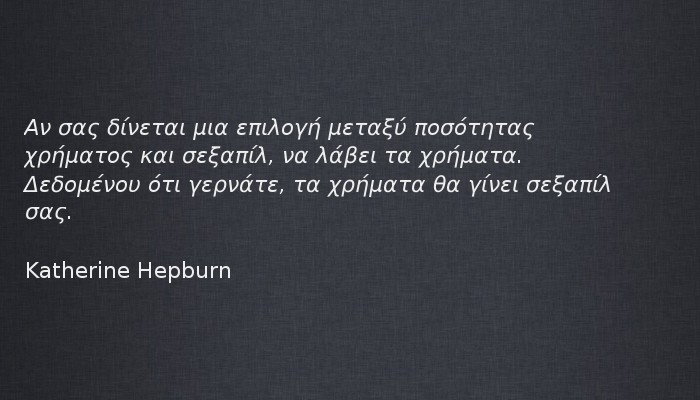 Αν σας δίνεται μια επιλογή μεταξύ ποσότητας
χρήματος και σεξαπίλ, να λάβει τα χρήματα.
Δεδομένου ότι γερνάτε, τα χρήματα θα γίνει σεξαπίλ
σας.
Katherine Hepburn